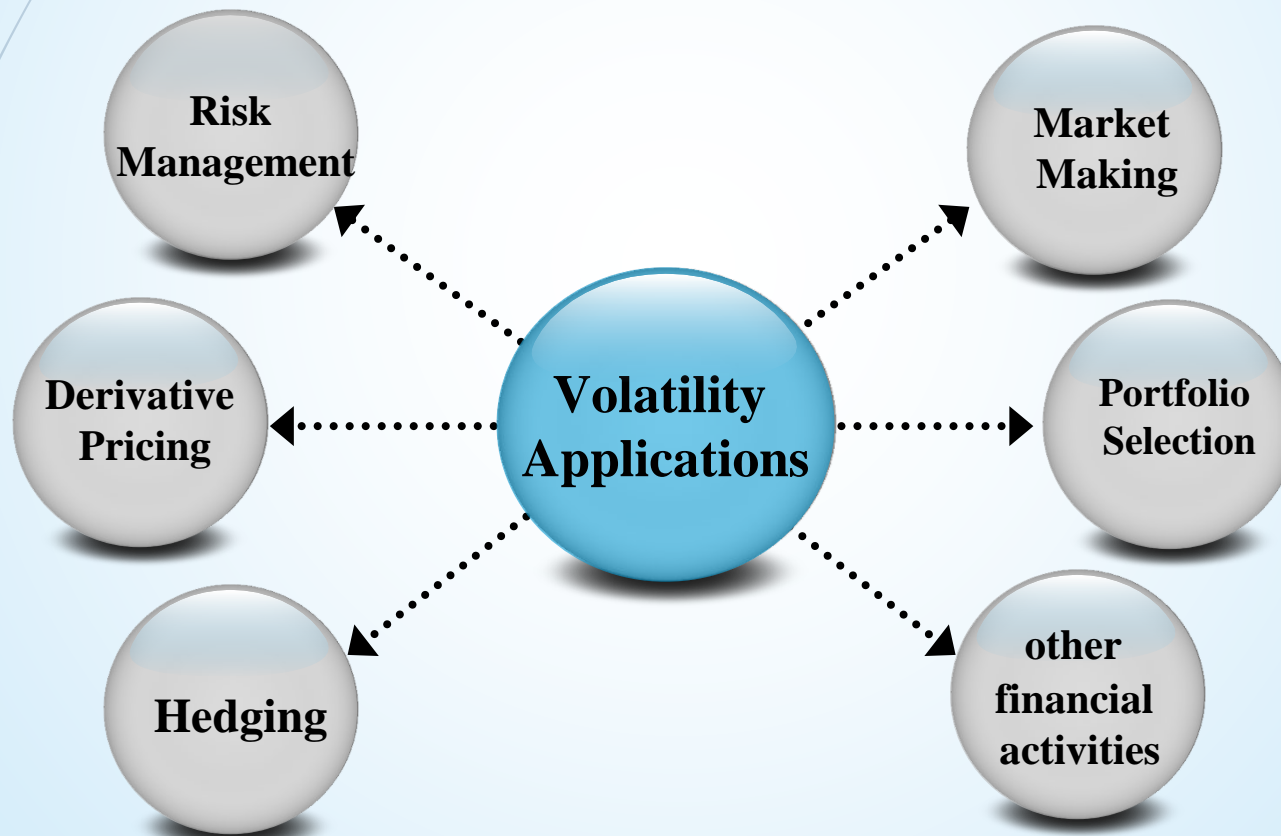 Risk
Management
Market
Making
Derivative
Pricing
Volatility
Applications
Portfolio
Selection
Hedging
other
financial
activities